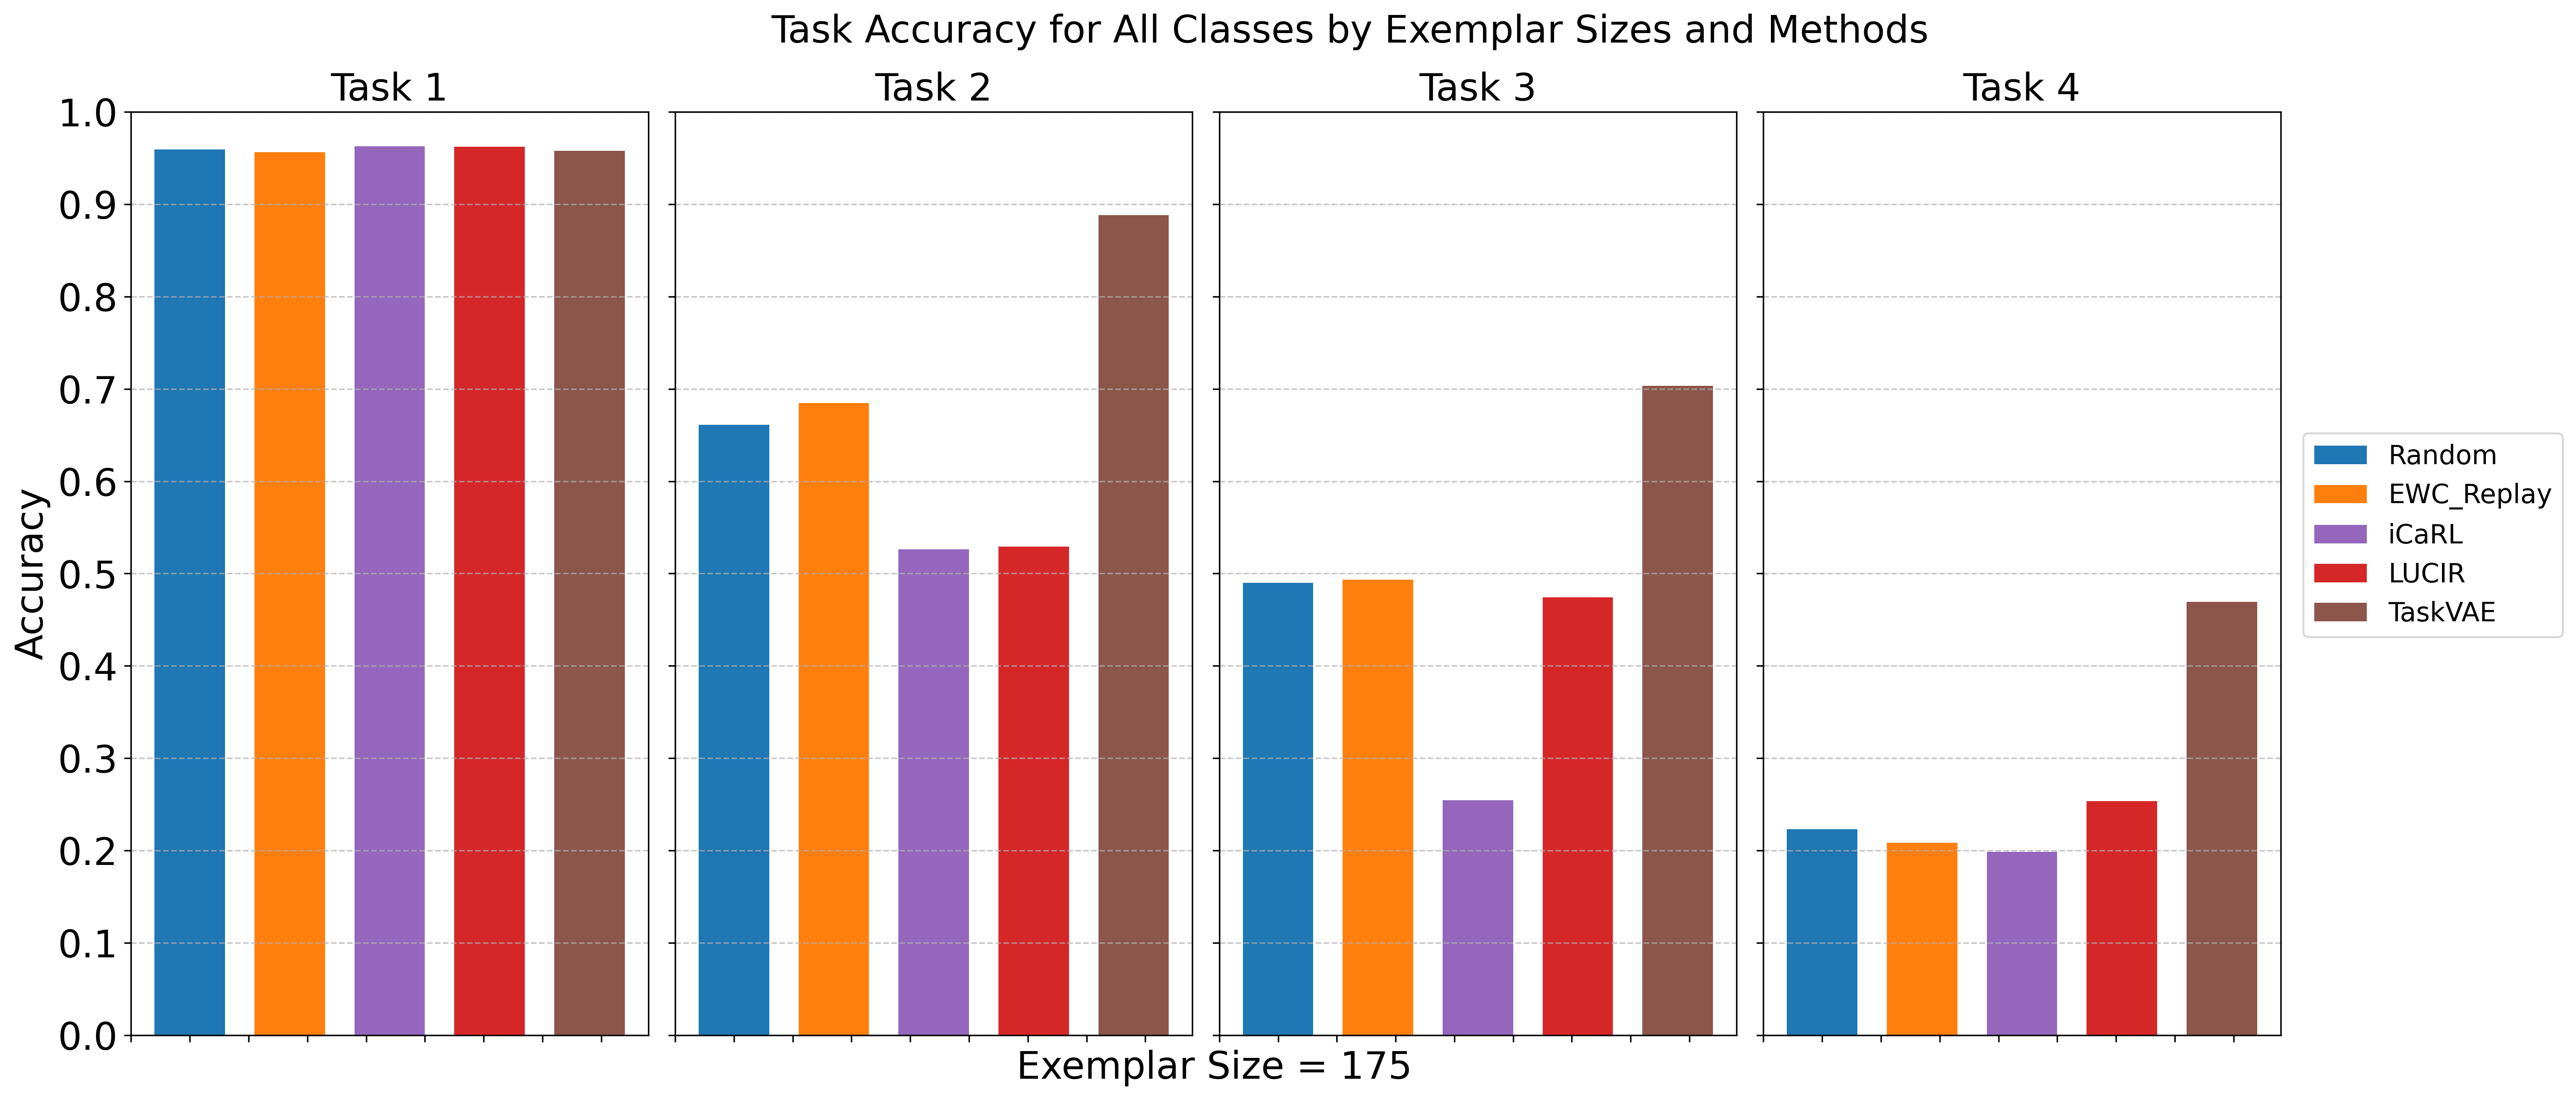 Task Accuracy for All Classes by Exemplar Sizes and Methods
Task 1
Task 2
Task 3
Task 4
1.0
0.9
0.8
0.7
0.6
0.5
0.4
0.3
0.2
0.1
0.0
Accuracy
Exemplar Size = 175
Random
EWC_Replay
iCaRL
LUCIR
TaskVAE